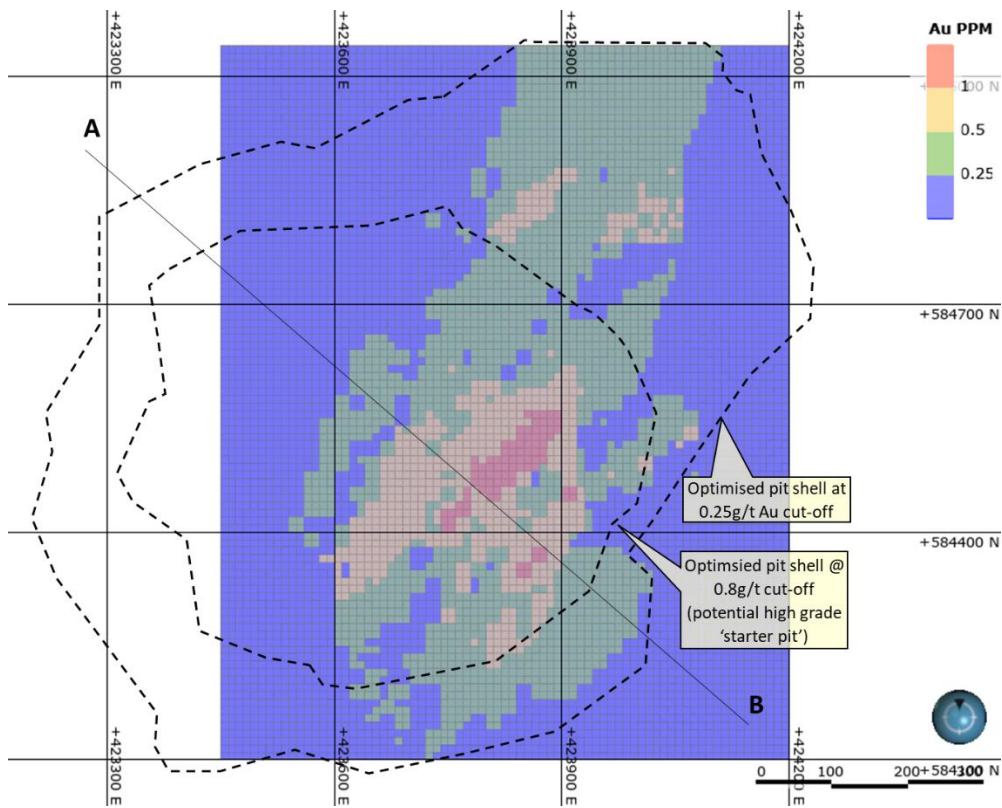 +423300 E
+423600 E
+423900 E
+424200 E
Au PPM
1
0.5
0.25
A
+584700 N
Optimised pit shell at
0.25g/t Au cut-off
+584400 N
Optimsied pit shell @
0.8g/t cut-off
(potential high grade
‘starter pit’)
B
+423300 E
+423600 E
+423900 E
+424200 E
0 100 200 300